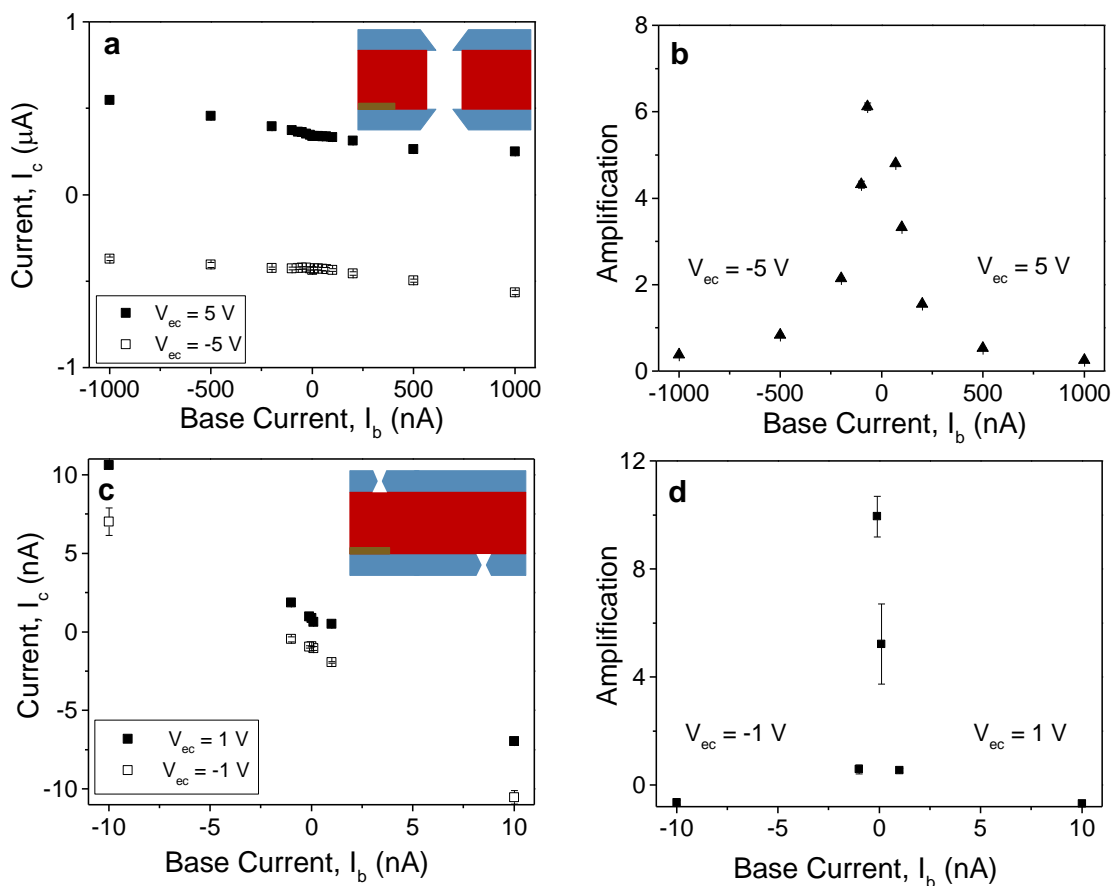 a
1
0
-1
Current, I_c (μA)
V_ec = 5 V
V_ec = -5 V
-1000 -500 0 500 1000
Base Current, I_b (nA)
b
8
6
4
2
0
Amplification
V_ec = -5 V V_ec = 5 V
-1000 -500 0 500 1000
Base Current, I_b (nA)
c
10
5
0
-5
-10
Current, I_c (nA)
V_ec = 1 V
V_ec = -1 V
-10 -5 0 5 10
Base Current, I_b (nA)
d
12
8
4
0
Amplification
V_ec = -1 V V_ec = 1 V
-10 -5 0 5 10
Base Current, I_b (nA)